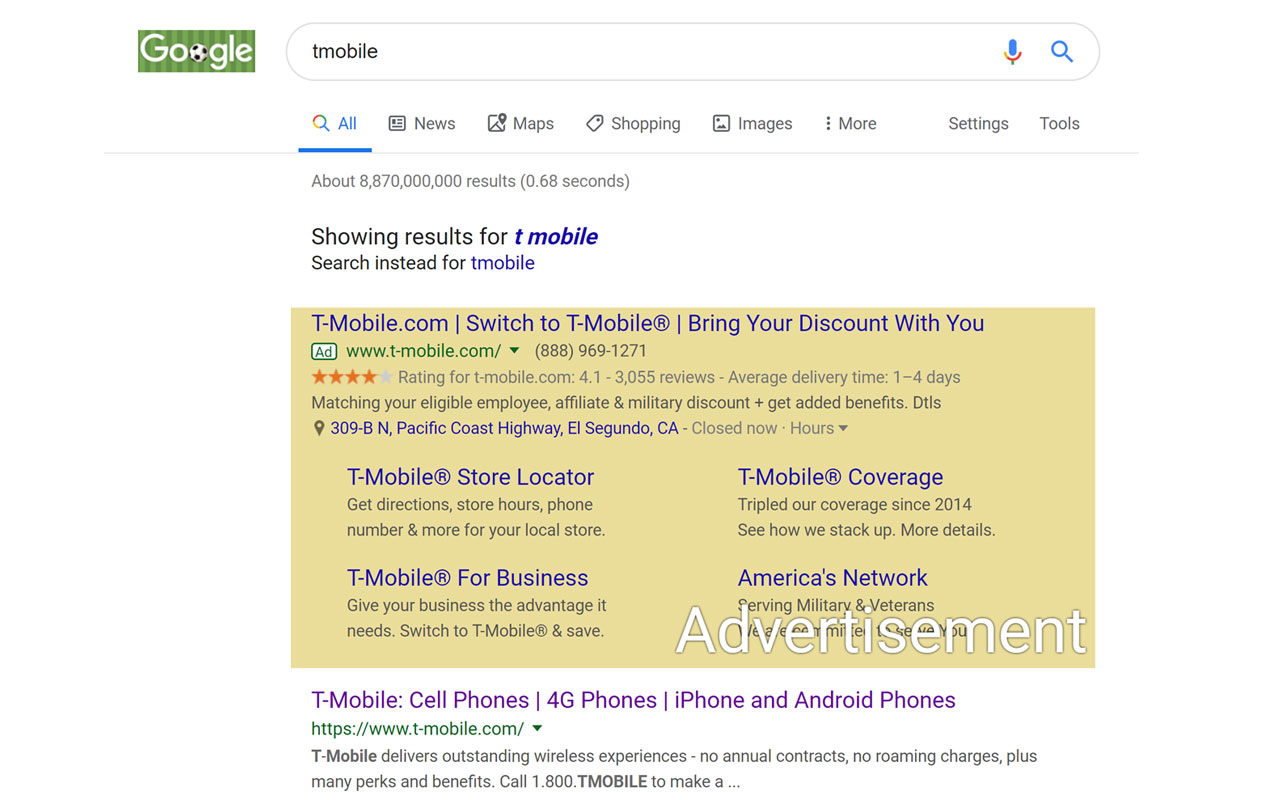 Google
tmobile
All News Maps Shopping Images More Settings Tools
About 8,870,000,000 results (0.68 seconds)
Showing results for t mobile
Search instead for tmobile
T-Mobile.com | Switch to T-Mobile® | Bring Your Discount With You
Ad www.t-mobile.com/ (888) 969-1271
Rating for t-mobile.com: 4.1 - 3,055 reviews - Average delivery time: 1–4 days
Matching your eligible employee, affiliate & military discount + get added benefits. Dtls
309-B N, Pacific Coast Highway, El Segundo, CA - Closed now · Hours
T-Mobile® Store Locator
Get directions, store hours, phone
number & more for your local store.
T-Mobile® Coverage
Tripled our coverage since 2014
See how we stack up. More details.
T-Mobile® For Business
Give your business the advantage it
needs. Switch to T-Mobile® & save.
America's Network
Serving Military & Veterans
We are committed to serve You
Advertisement
T-Mobile: Cell Phones | 4G Phones | iPhone and Android Phones
https://www.t-mobile.com/
T-Mobile delivers outstanding wireless experiences - no annual contracts, no roaming charges, plus
many perks and benefits. Call 1.800.TMOBILE to make a ...